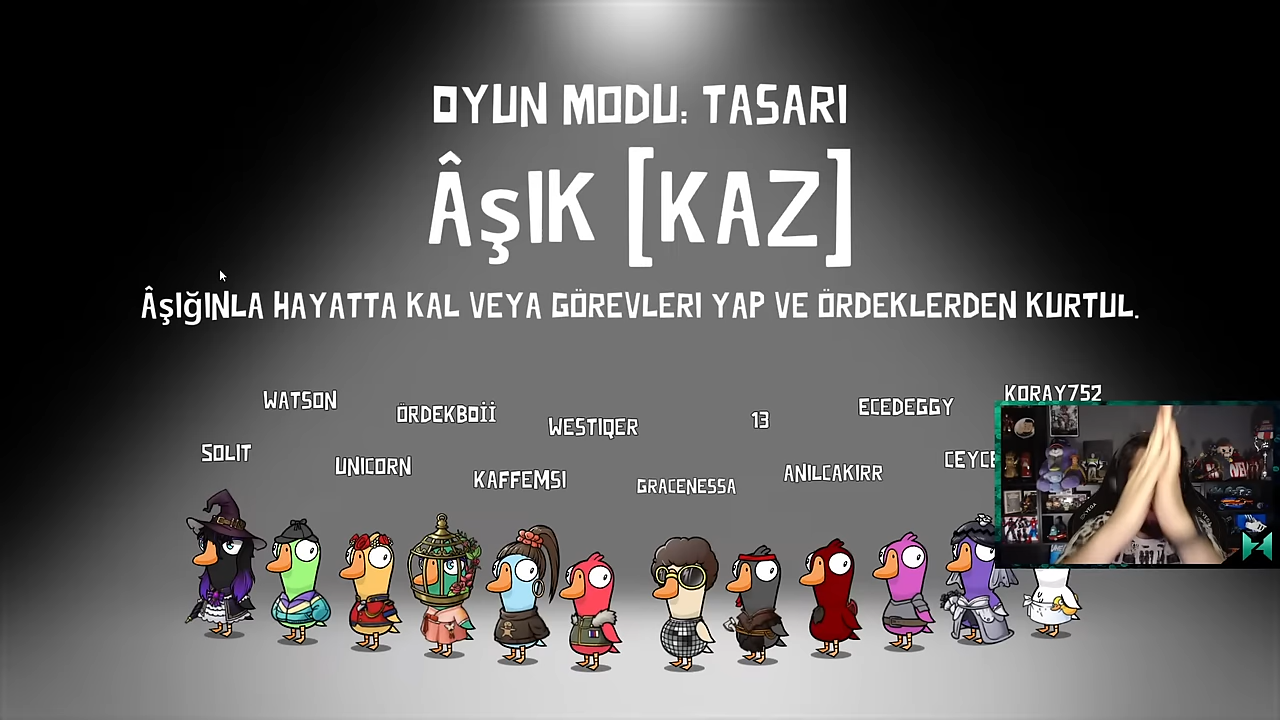 OYUN MODU: TASARI
ÂŞIK [KAZ]
ÂŞIĞINLA HAYATTA KAL VEYA GÖREVLERI YAP VE ÖRDEKLERDEN KURTUL.
WATSON
ÖRDEKBOİİ
WESTIQER
13
ECEDEGGY
KORAY752
SOLIT
UNICORN
KAFFEMSI
GRACENESSA
ANILCAKIRR
CEYCE